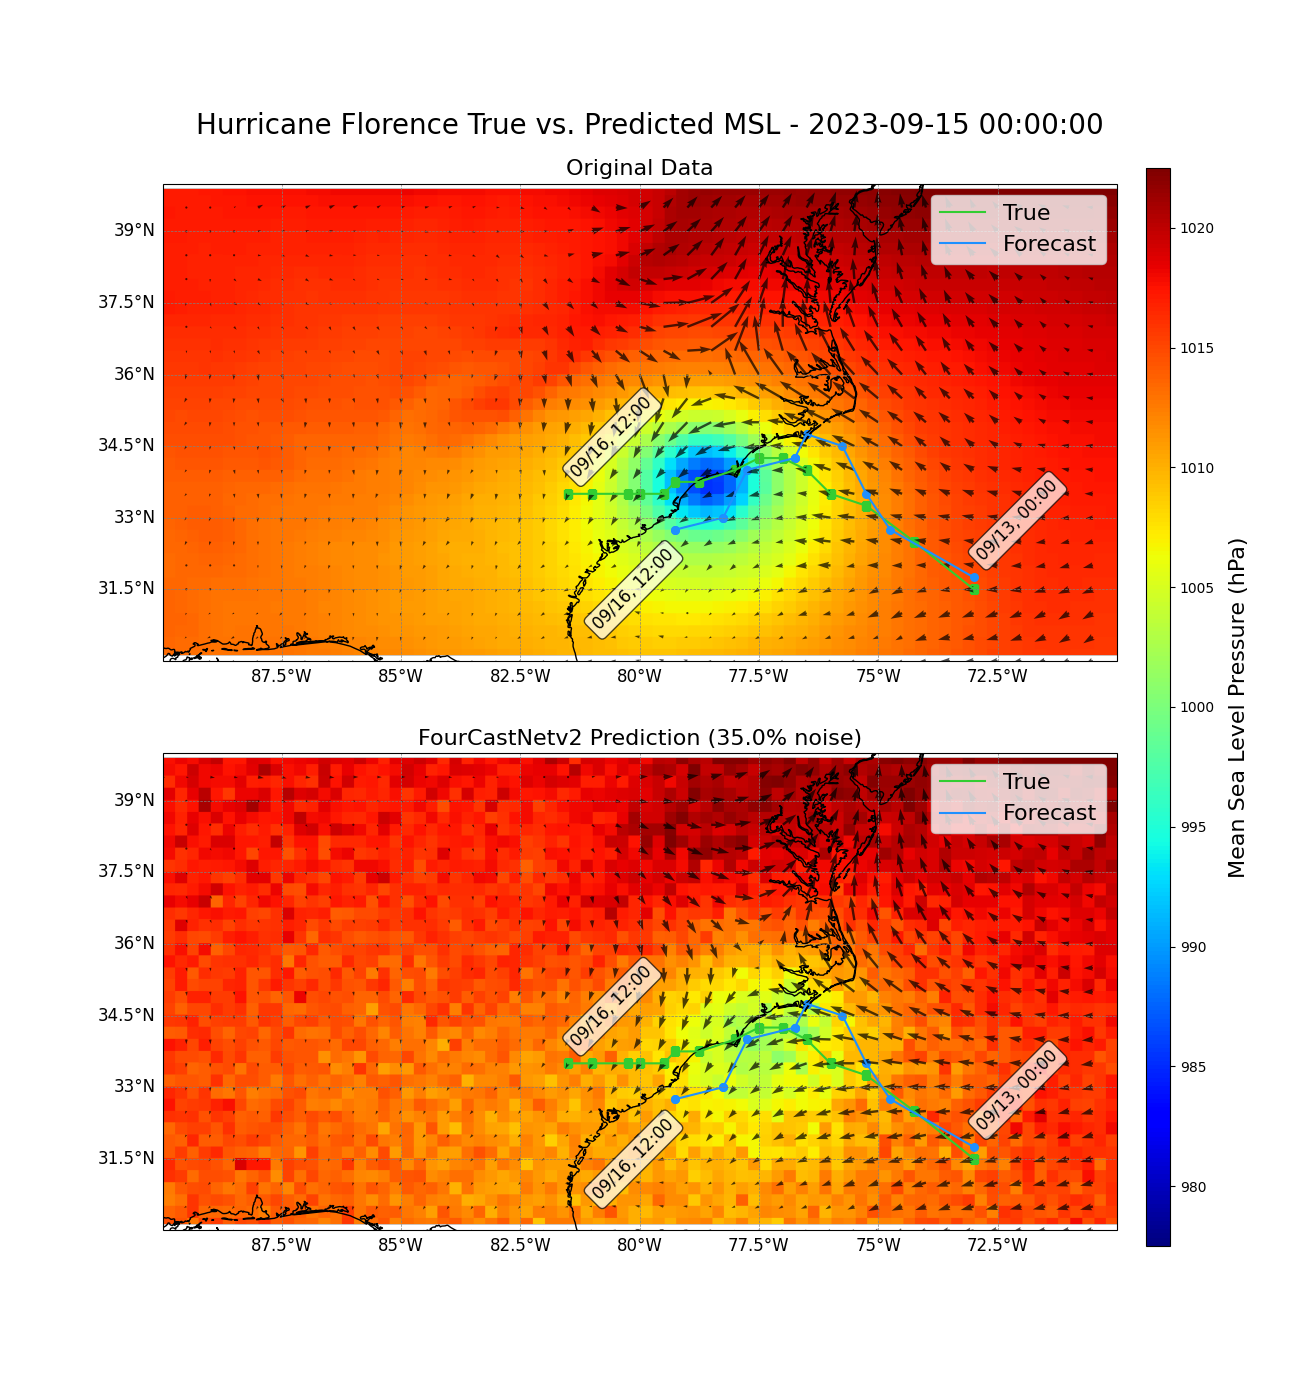 Hurricane Florence True vs. Predicted MSL - 2023-09-15 00:00:00
Original Data
True
Forecast
39°N
37.5°N
36°N
34.5°N
33°N
31.5°N
09/16, 12:00
09/16, 12:00
09/13, 00:00
87.5°W 85°W 82.5°W 80°W 77.5°W 75°W 72.5°W
FourCastNetv2 Prediction (35.0% noise)
True
Forecast
39°N
37.5°N
36°N
34.5°N
33°N
31.5°N
09/16, 12:00
09/16, 12:00
09/13, 00:00
87.5°W 85°W 82.5°W 80°W 77.5°W 75°W 72.5°W
1020
1015
1010
1005
1000
995
990
985
980
Mean Sea Level Pressure (hPa)